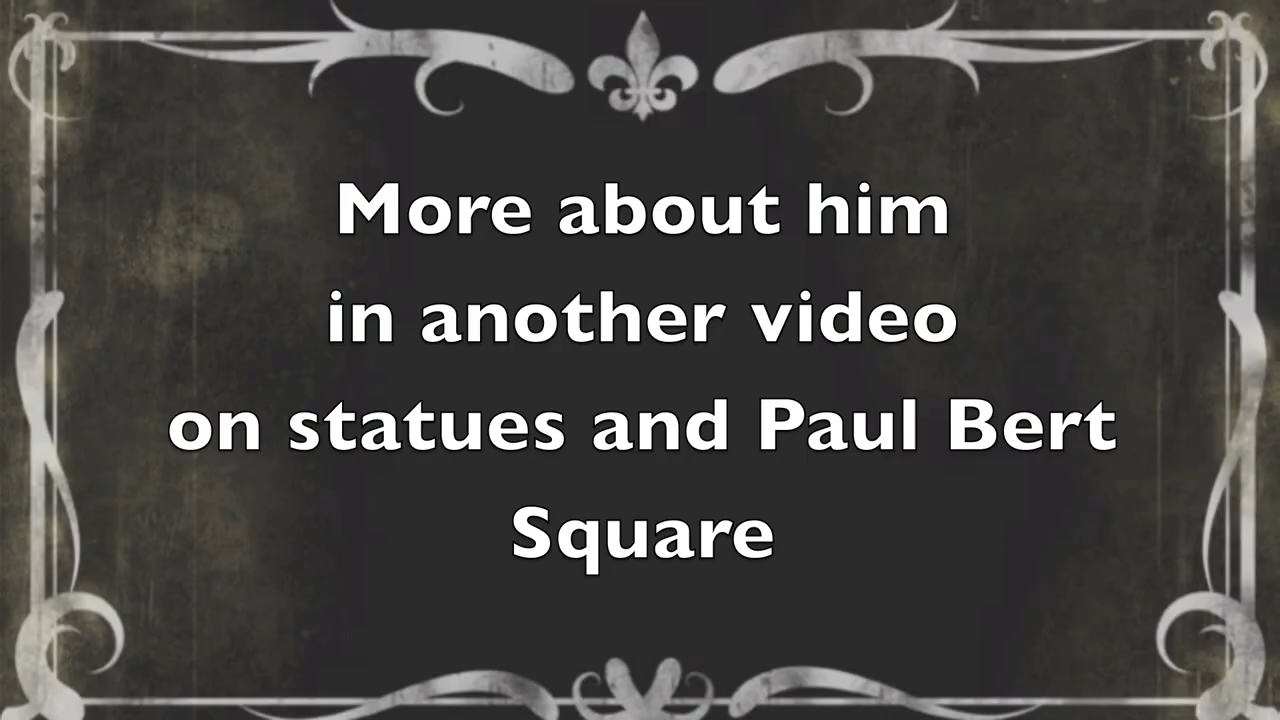 More about him
in another video
on statues and Paul Bert
Square